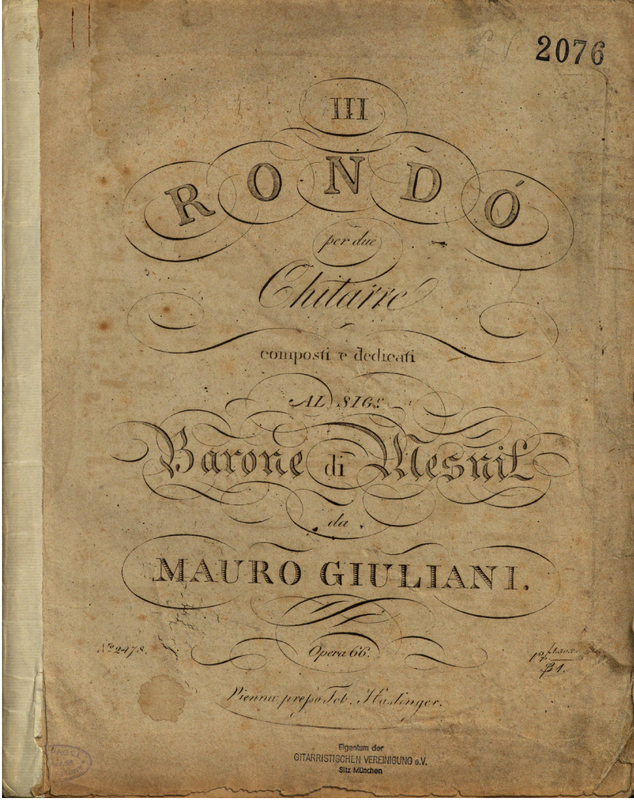 2076
III
RONDÓ
per due
Chitarre
composti e dedicati
AL SIGr.
Barone di Mesnil
da
MAURO GIULIANI.
No. 2478.
Opera 66.
Vienna presso Tob. Haslinger.
Eigentum der
GITARRISTISCHEN VEREINIGUNG e.V.
Sitz München